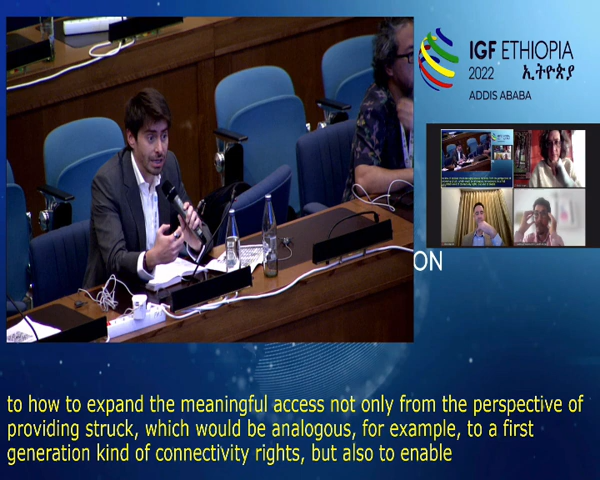 IGF ETHIOPIA
2022 ኢትዮጵያ
ADDIS ABABA
ON
to how to expand the meaningful access not only from the perspective of
providing struck, which would be analogous, for example, to a first
generation kind of connectivity rights, but also to enable